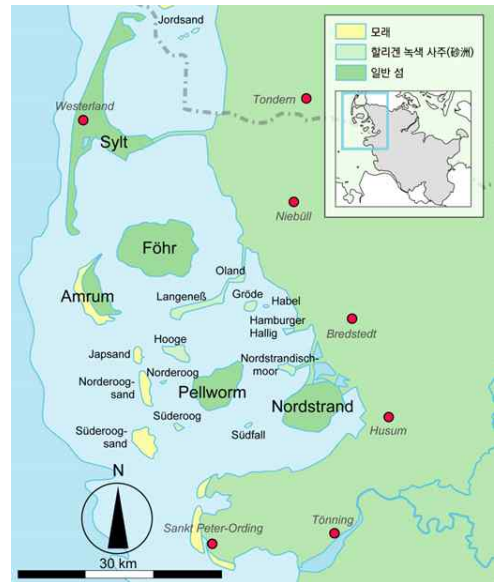 Jordsand
모래
할리겐 녹색 사주(砂洲)
일반 섬
Westerland
Tondern
Sylt
Niebüll
Föhr
Oland
Amrum
Langeneß
Gröde
Habel
Hamburger
Hallig
Bredstedt
Hooge
Japsand
Nordstrandisch-
moor
Norderoog
Norderoog-
sand
Pellworm
Nordstrand
Süderoog
Südfall
Husum
Süderoog-
sand
N
Sankt Peter-Ording
Tönning
30 km